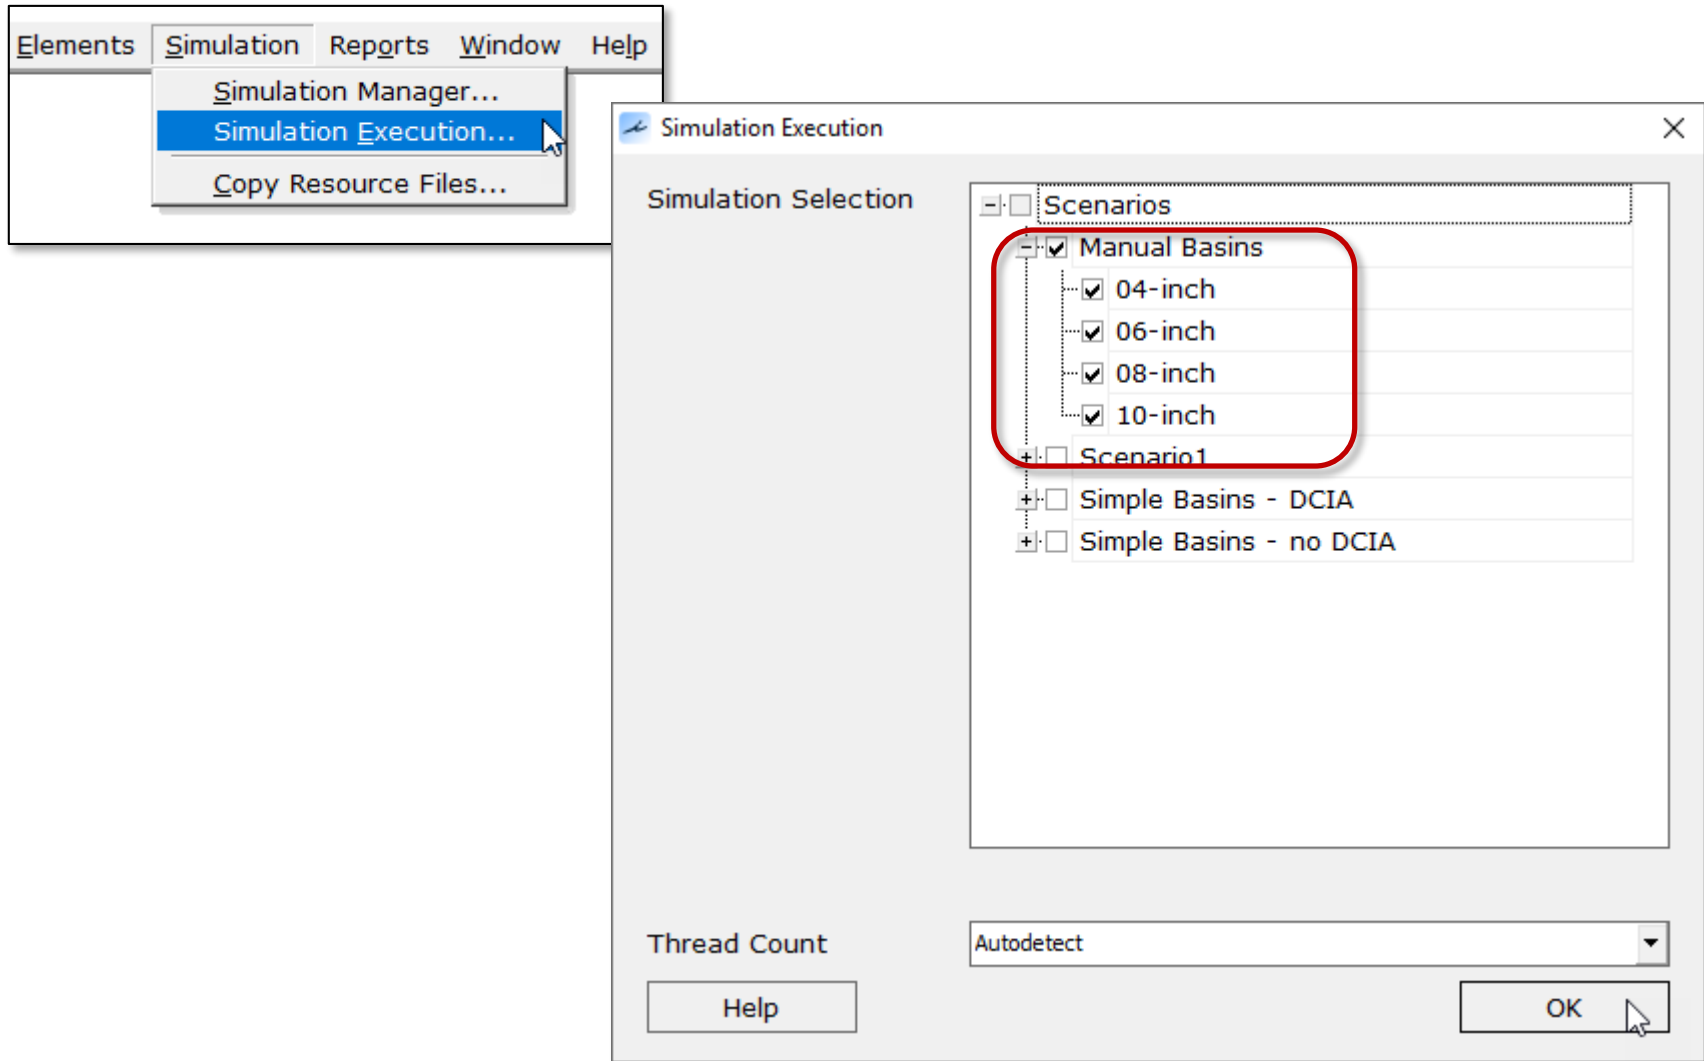 Elements Simulation Reports Window Help
Simulation Manager...
Simulation Execution...
Copy Resource Files...
Simulation Execution
Simulation Selection
Scenarios
Manual Basins
04-inch
06-inch
08-inch
10-inch
Scenario1
Simple Basins - DCIA
Simple Basins - no DCIA
Thread Count
Autodetect
Help
OK